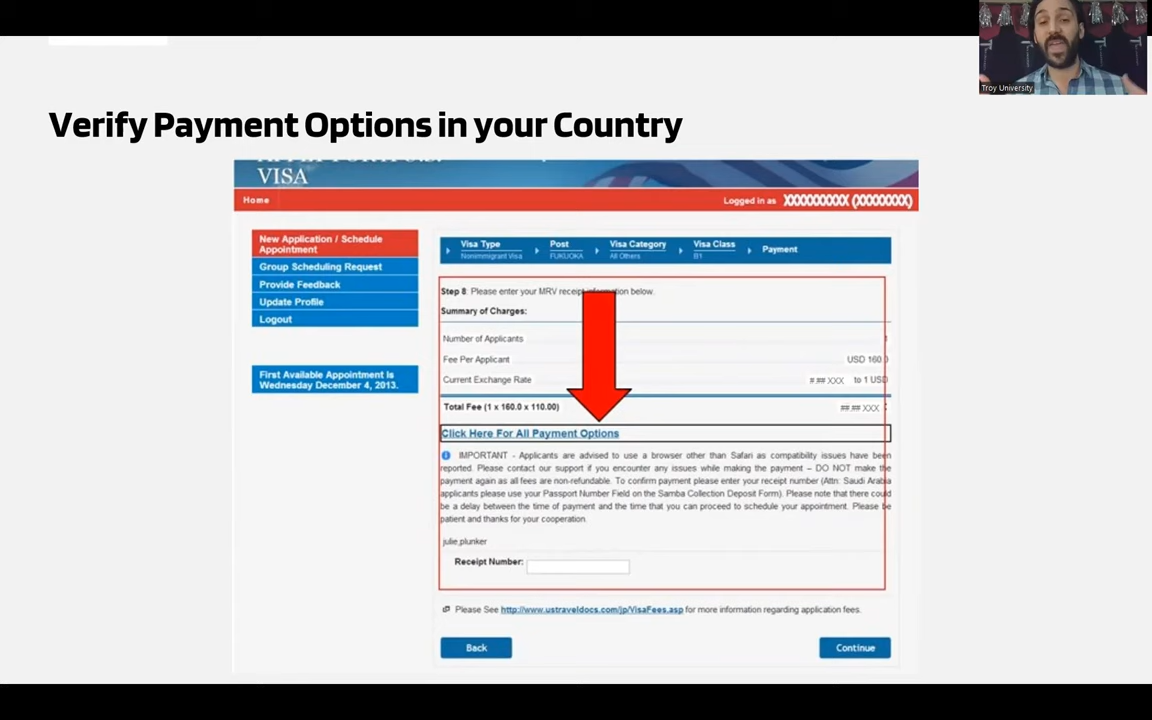 Troy University
Verify Payment Options in your Country
VISA
Home
Logged in as XXXXXXXXXX (XXXXXXXXX)
New Application / Schedule
Appointment
Group Scheduling Request
Provide Feedback
Update Profile
Logout
First Available Appointment is
Wednesday December 4, 2013.
Visa Type
Nonimmigrant Visa
Post
FUKUOKA
Visa Category
All Others
Visa Class
B1
Payment
Step 8: Please enter your MRV receipt information below.
Summary of Charges:
Number of Applicants 1
Fee Per Applicant USD 160.0
Current Exchange Rate #.## XXX to 1 USD
Total Fee (1 x 160.0 x 110.00) ##.## XXX
Click Here For All Payment Options
IMPORTANT - Applicants are advised to use a browser other than Safari as compatibility issues have been
reported. Please contact our support if you encounter any issues while making the payment – DO NOT make the
payment again as all fees are non-refundable. To confirm payment please enter your receipt number (Attn: Saudi Arabia
applicants please use your Passport Number Field on the Samba Collection Deposit Form). Please note that there could
be a delay between the time of payment and the time that you can proceed to schedule your appointment. Please be
patient and thanks for your cooperation.
julie,plunker
Receipt Number:
Please See http://www.ustraveldocs.com/jp/VisaFees.asp for more information regarding application fees.
Back
Continue